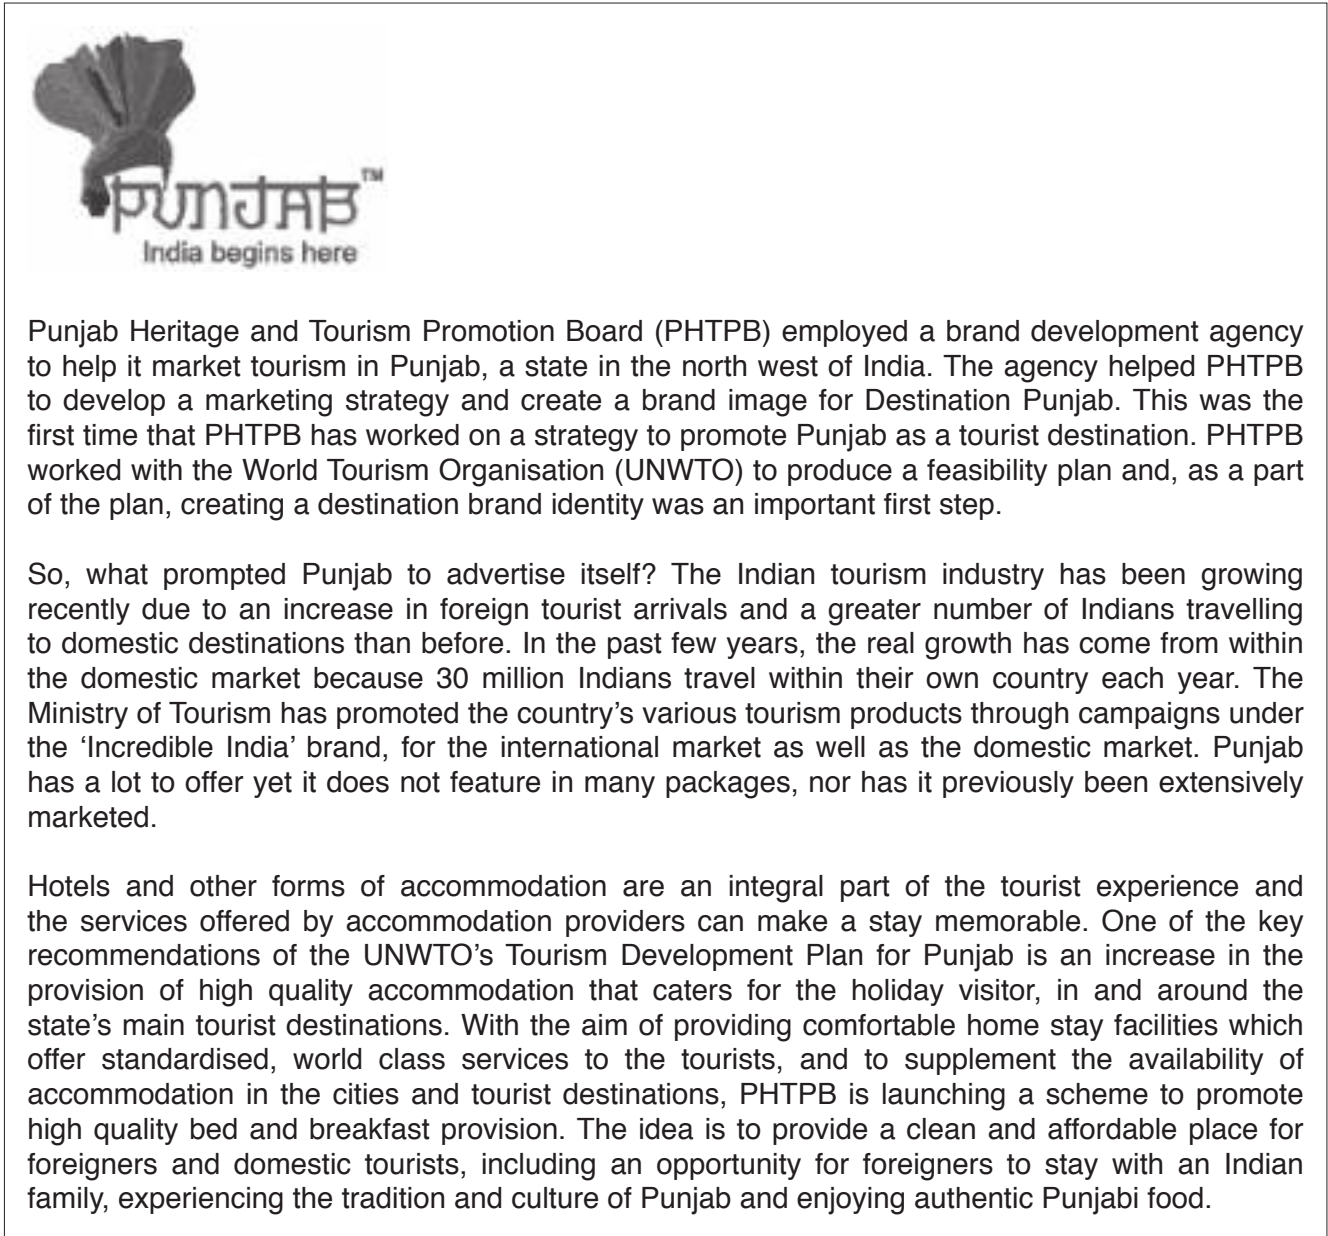 PUNJAB™
India begins here
Punjab Heritage and Tourism Promotion Board (PHTPB) employed a brand development agency
to help it market tourism in Punjab, a state in the north west of India. The agency helped PHTPB
to develop a marketing strategy and create a brand image for Destination Punjab. This was the
first time that PHTPB has worked on a strategy to promote Punjab as a tourist destination. PHTPB
worked with the World Tourism Organisation (UNWTO) to produce a feasibility plan and, as a part
of the plan, creating a destination brand identity was an important first step.
So, what prompted Punjab to advertise itself? The Indian tourism industry has been growing
recently due to an increase in foreign tourist arrivals and a greater number of Indians travelling
to domestic destinations than before. In the past few years, the real growth has come from within
the domestic market because 30 million Indians travel within their own country each year. The
Ministry of Tourism has promoted the country’s various tourism products through campaigns under
the ‘Incredible India’ brand, for the international market as well as the domestic market. Punjab
has a lot to offer yet it does not feature in many packages, nor has it previously been extensively
marketed.
Hotels and other forms of accommodation are an integral part of the tourist experience and
the services offered by accommodation providers can make a stay memorable. One of the key
recommendations of the UNWTO’s Tourism Development Plan for Punjab is an increase in the
provision of high quality accommodation that caters for the holiday visitor, in and around the
state’s main tourist destinations. With the aim of providing comfortable home stay facilities which
offer standardised, world class services to the tourists, and to supplement the availability of
accommodation in the cities and tourist destinations, PHTPB is launching a scheme to promote
high quality bed and breakfast provision. The idea is to provide a clean and affordable place for
foreigners and domestic tourists, including an opportunity for foreigners to stay with an Indian
family, experiencing the tradition and culture of Punjab and enjoying authentic Punjabi food.